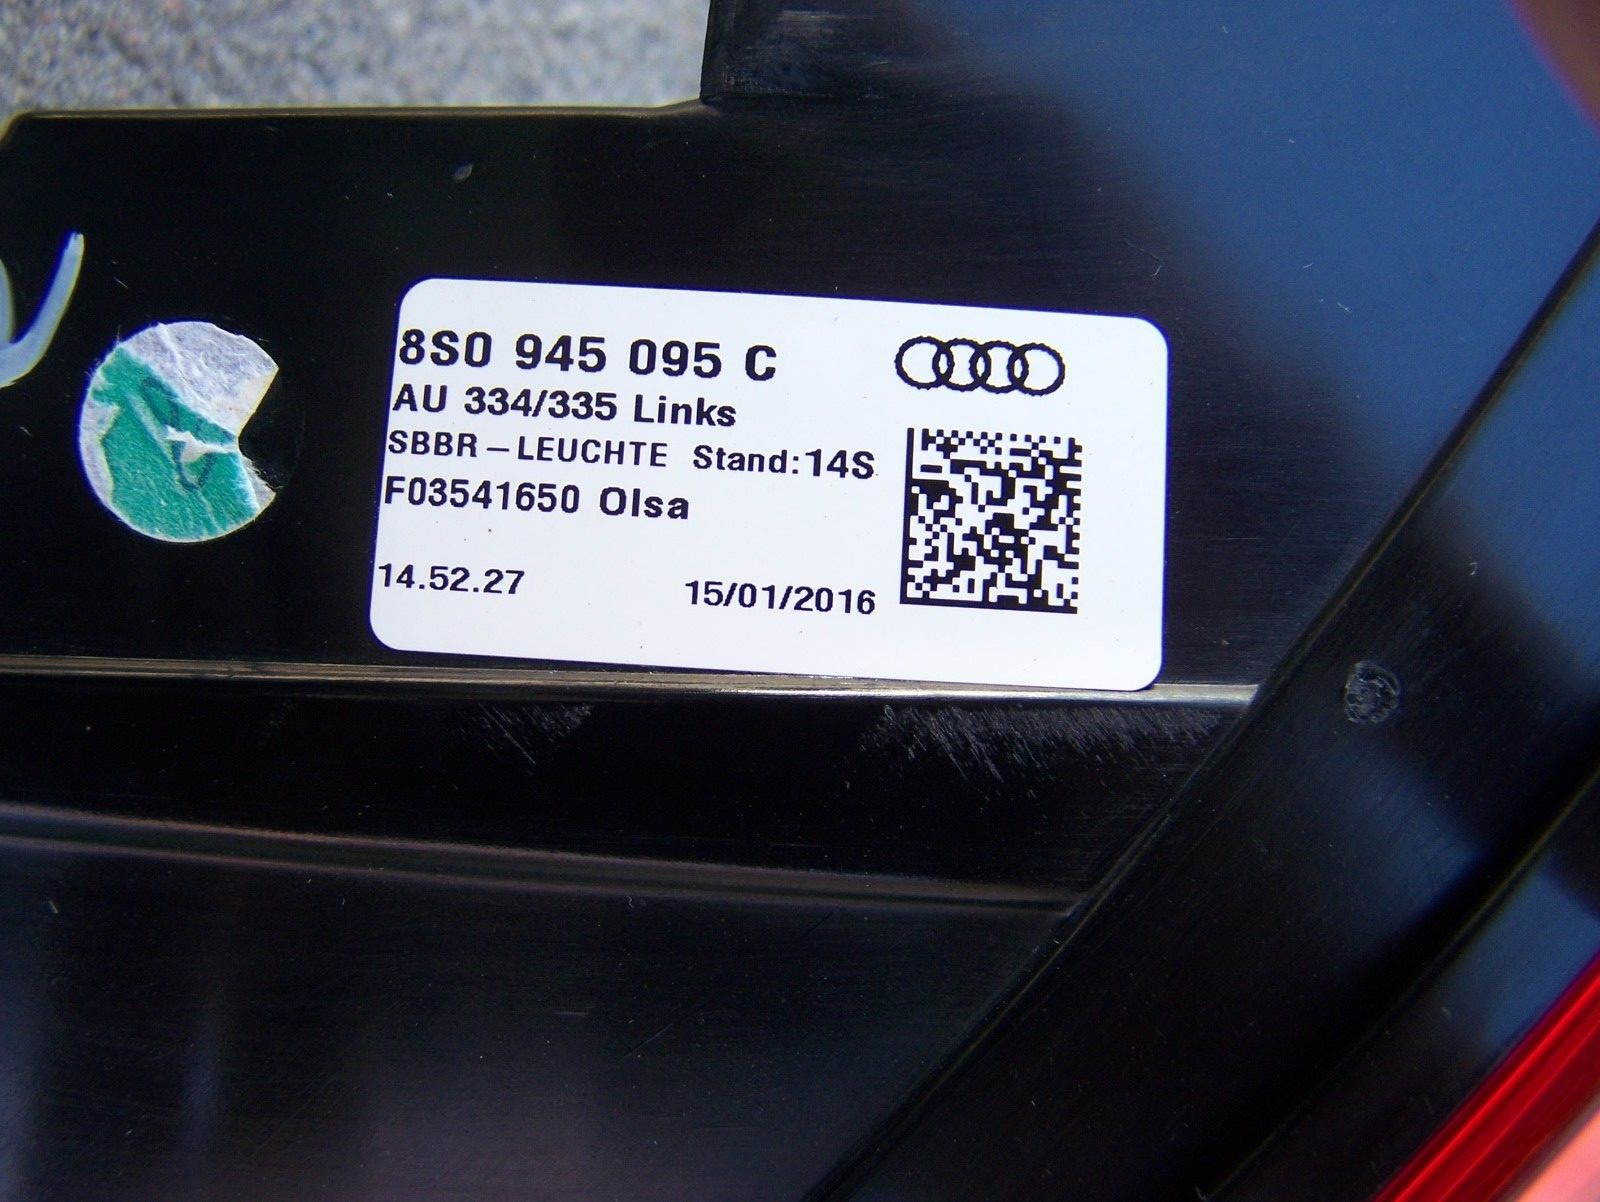 8S0 945 095 C
AU 334/335 Links
SBBR-LEUCHTE Stand:14S
F03541650 Olsa
14.52.27 15/01/2016